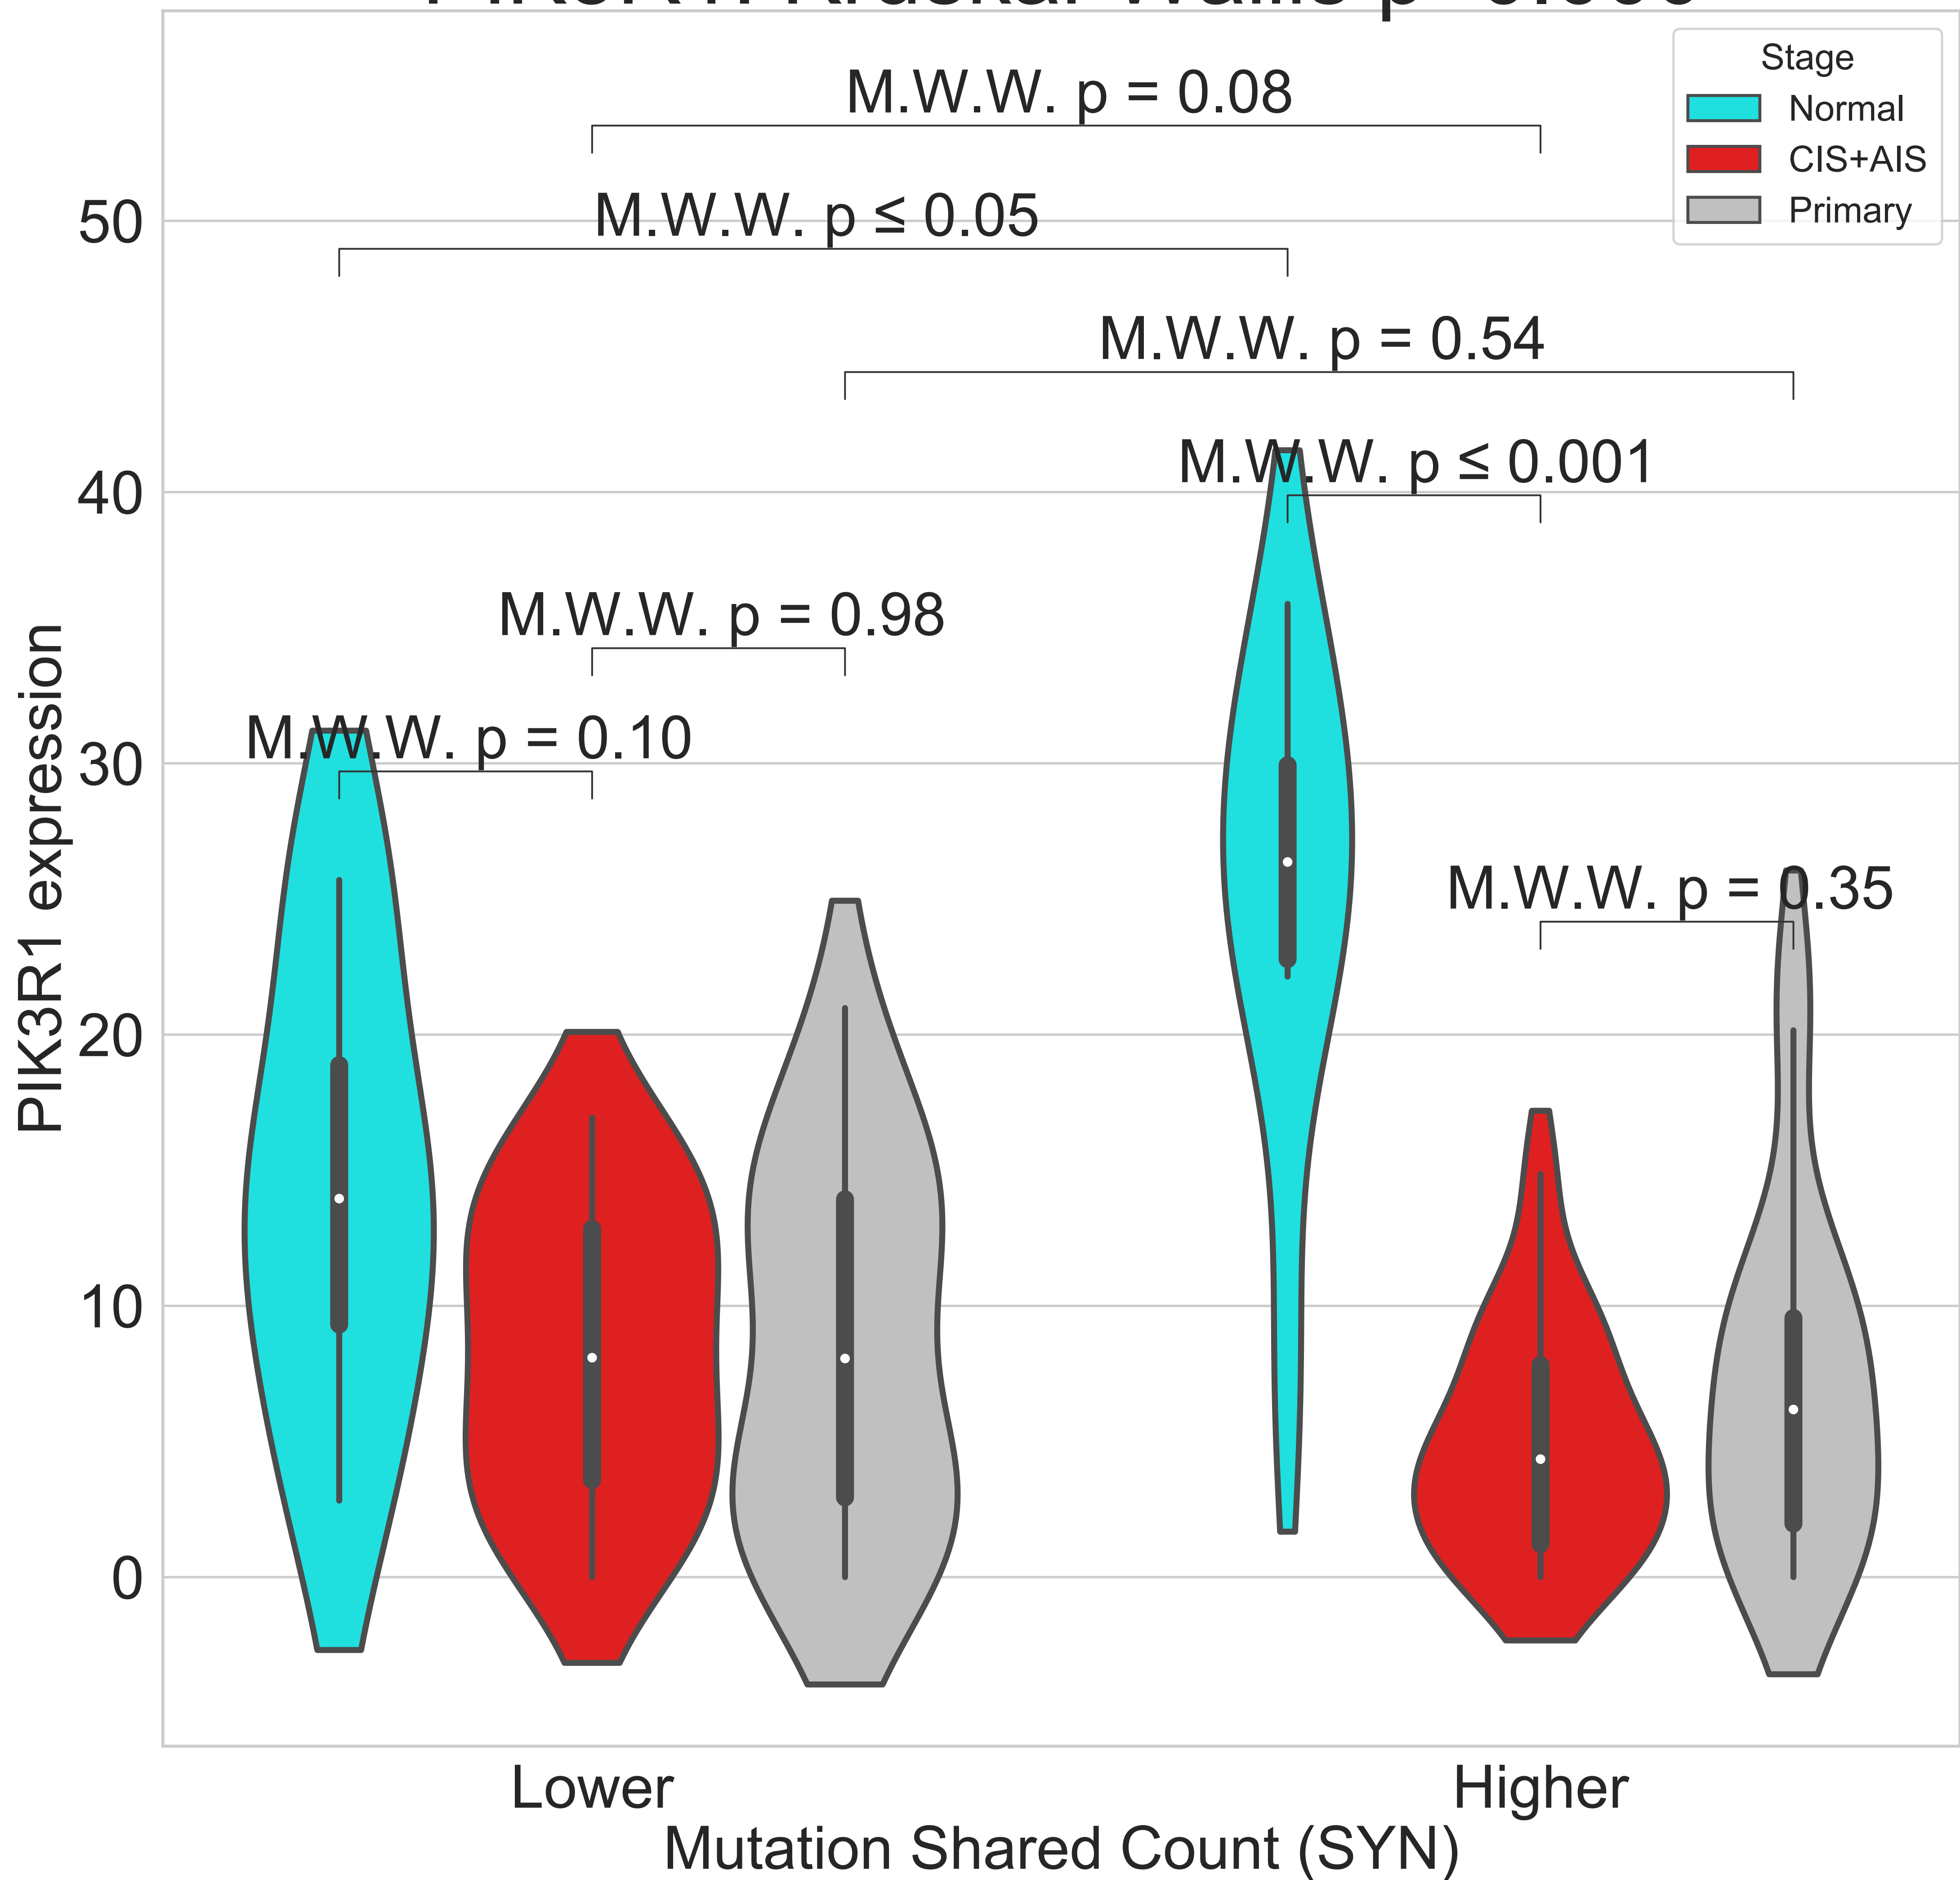 Stage
Normal
CIS+AIS
Primary
M.W.W. p = 0.08
M.W.W. p ≤ 0.05
M.W.W. p = 0.54
M.W.W. p ≤ 0.001
M.W.W. p = 0.98
M.W.W. p = 0.10
M.W.W. p = 0.35
PIK3R1 expression
50
40
30
20
10
0
Lower
Higher
Mutation Shared Count (SYN)